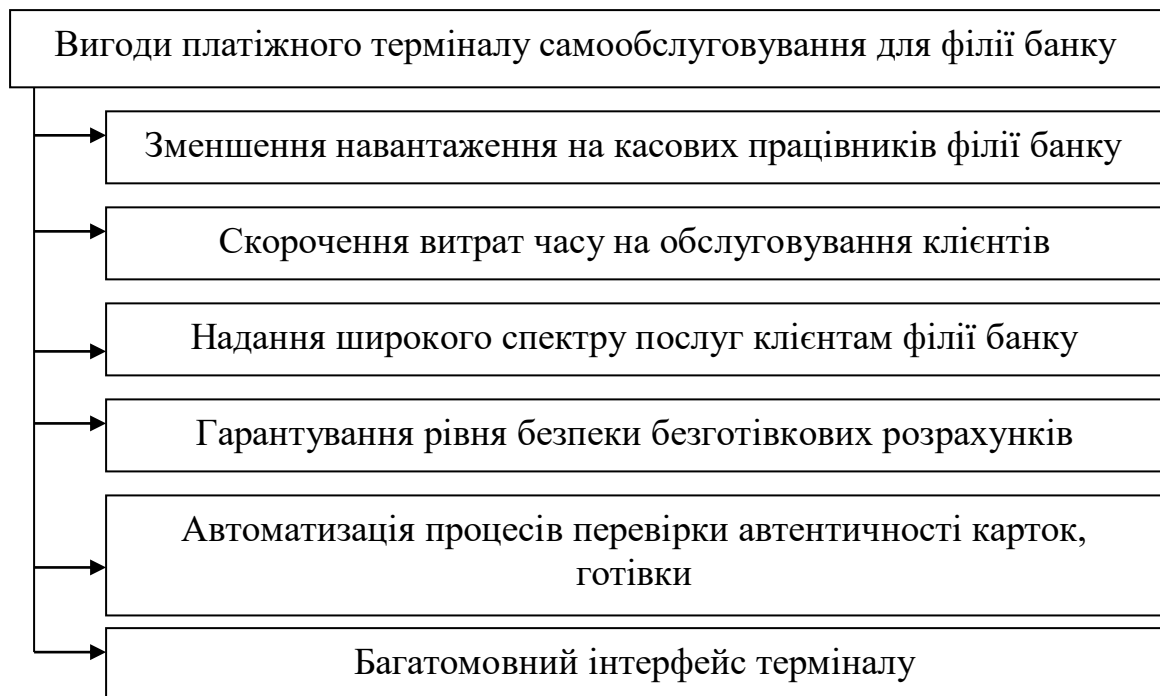 Вигоди платіжного терміналу самообслуговування для філії банку
Зменшення навантаження на касових працівників філії банку
Скорочення витрат часу на обслуговування клієнтів
Надання широкого спектру послуг клієнтам філії банку
Гарантування рівня безпеки безготівкових розрахунків
Автоматизація процесів перевірки автентичності карток,
готівки
Багатомовний інтерфейс терміналу